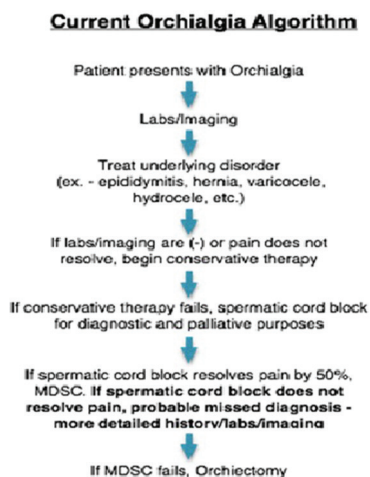 Current Orchialgia Algorithm
Patient presents with Orchialgia
Labs/Imaging
Treat underlying disorder
(ex. - epididymitis, hernia, varicocele,
hydrocele, etc.)
If labs/imaging are (-) or pain does not
resolve, begin conservative therapy
If conservative therapy fails, spermatic cord block
for diagnostic and palliative purposes
If spermatic cord block resolves pain by 50%,
MDSC. If spermatic cord block does not
resolve pain, probable missed diagnosis -
more detailed history/labs/imaging
If MDSC fails, Orchiectomy